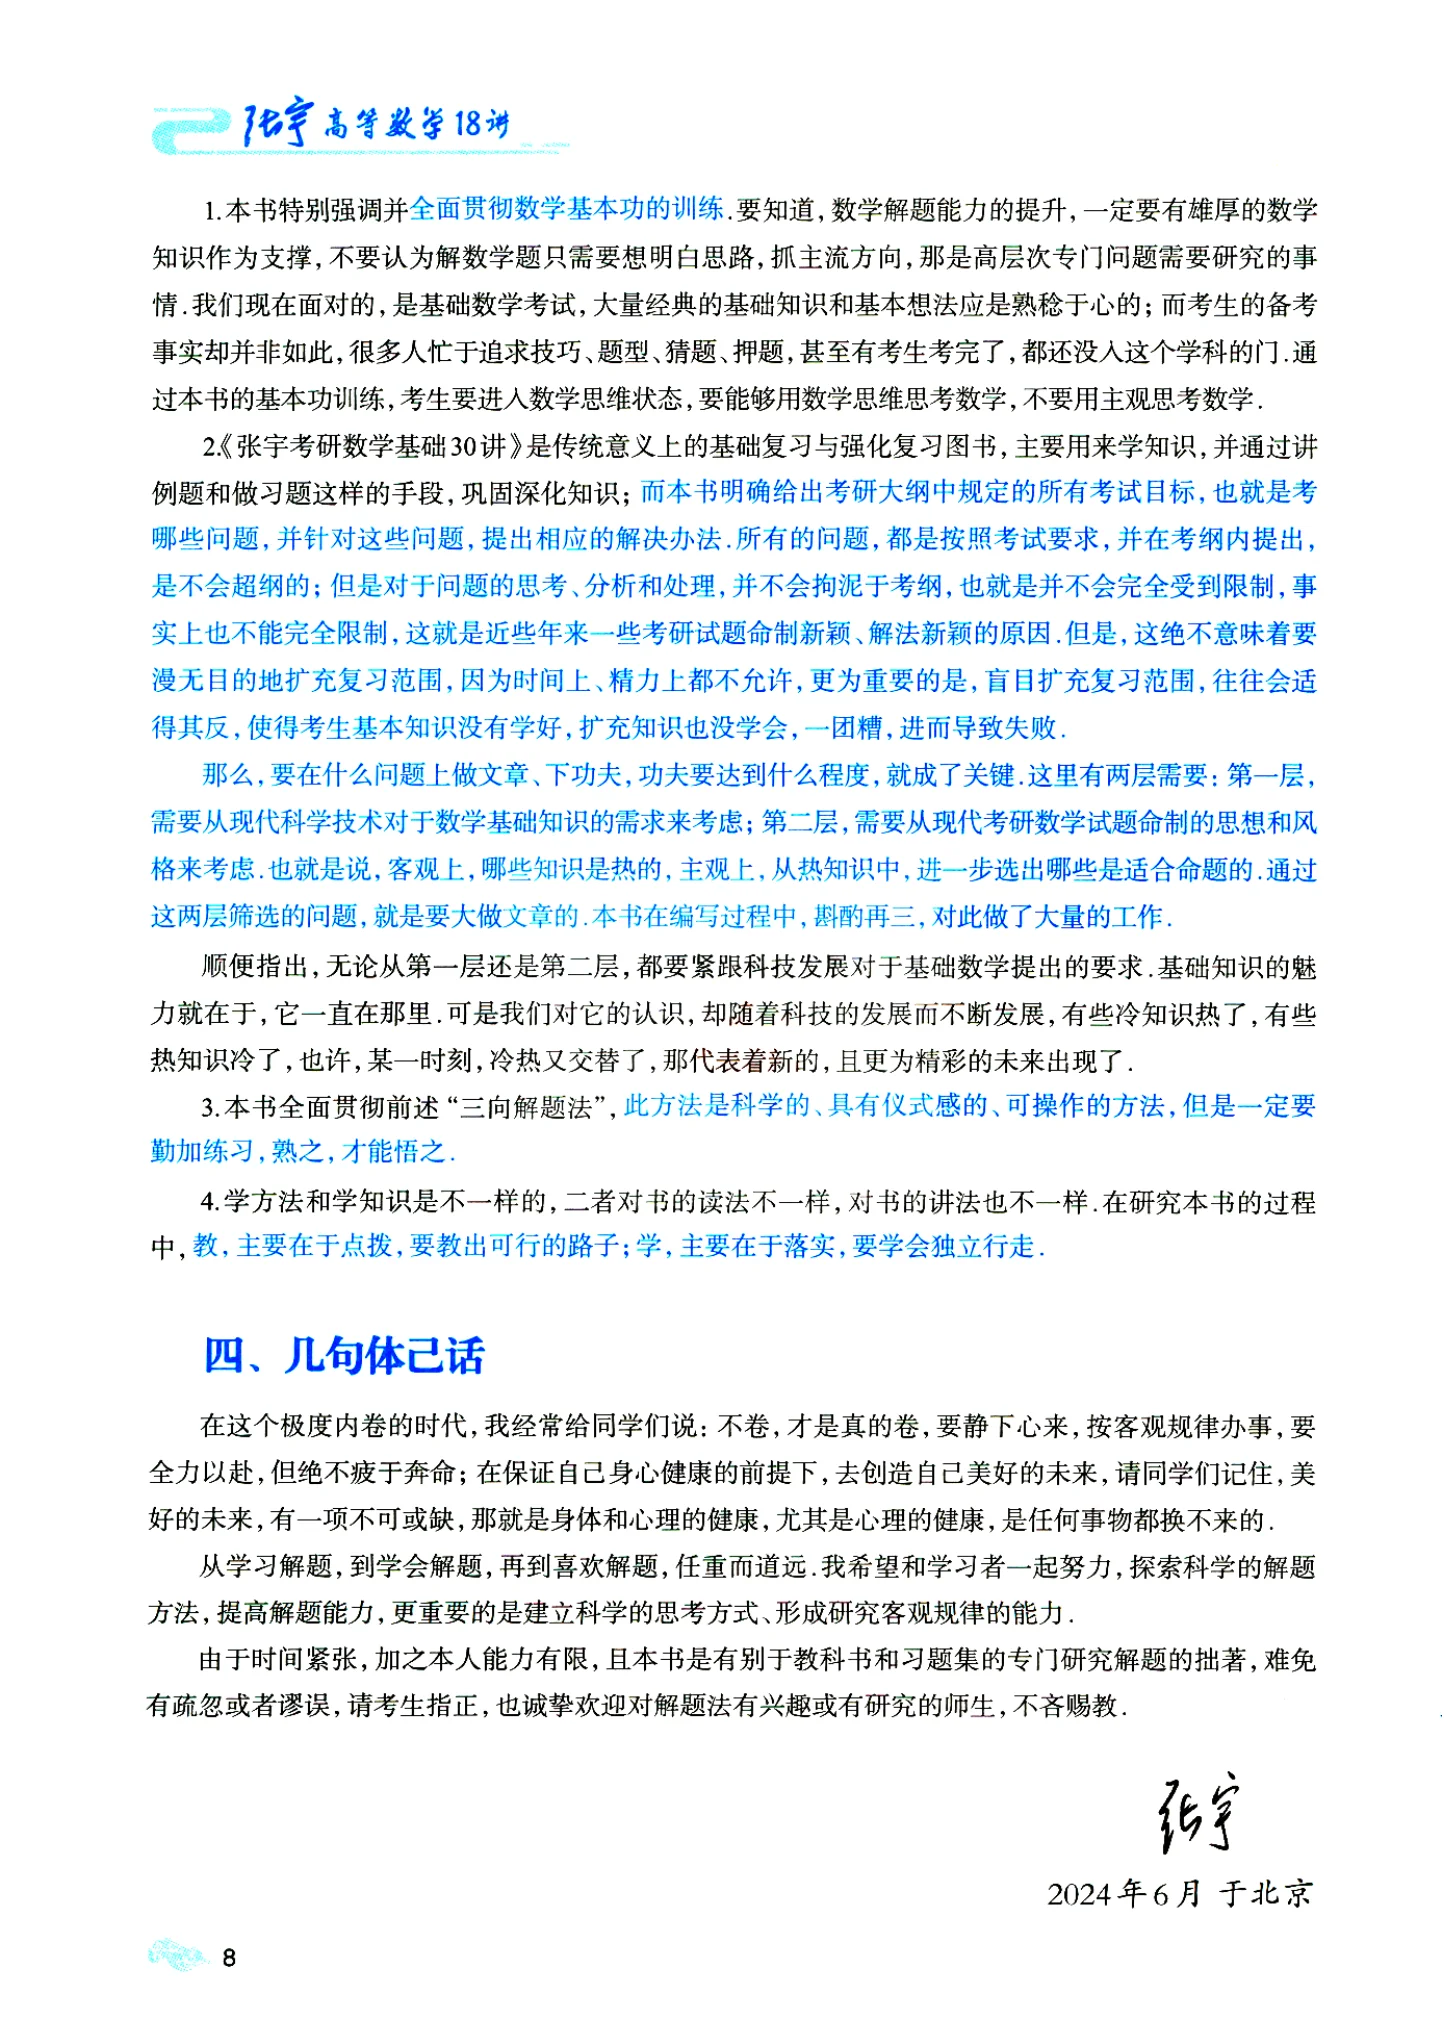 张宇高等数学18讲
1.本书特别强调并全面贯彻数学基本功的训练.要知道,数学解题能力的提升,一定要有雄厚的数学
知识作为支撑,不要认为解数学题只需要想明白思路,抓主流方向,那是高层次专门问题需要研究的事
情.我们现在面对的,是基础数学考试,大量经典的基础知识和基本想法应是熟稔于心的;而考生的备考
事实却并非如此,很多人忙于追求技巧、题型、猜题、押题,甚至有考生考完了,都还没入这个学科的门.通
过本书的基本功训练,考生要进入数学思维状态,要能够用数学思维思考数学,不要用主观思考数学.
2.《张宇考研数学基础30讲》是传统意义上的基础复习与强化复习图书,主要用来学知识,并通过讲
例题和做习题这样的手段,巩固深化知识;而本书明确给出考研大纲中规定的所有考试目标,也就是考
哪些问题,并针对这些问题,提出相应的解决办法.所有的问题,都是按照考试要求,并在考纲内提出,
是不会超纲的;但是对于问题的思考、分析和处理,并不会拘泥于考纲,也就是并不会完全受到限制,事
实上也不能完全限制,这就是近些年来一些考研试题命制新颖、解法新颖的原因.但是,这绝不意味着要
漫无目的地扩充复习范围,因为时间上、精力上都不允许,更为重要的是,盲目扩充复习范围,往往会适
得其反,使得考生基本知识没有学好,扩充知识也没学会,一团糟,进而导致失败.
那么,要在什么问题上做文章、下功夫,功夫要达到什么程度,就成了关键.这里有两层需要:第一层,
需要从现代科学技术对于数学基础知识的需求来考虑;第二层,需要从现代考研数学试题命制的思想和风
格来考虑.也就是说,客观上,哪些知识是热的,主观上,从热知识中,进一步选出哪些是适合命题的.通过
这两层筛选的问题,就是要大做文章的.本书在编写过程中,斟酌再三,对此做了大量的工作.
顺便指出,无论从第一层还是第二层,都要紧跟科技发展对于基础数学提出的要求.基础知识的魅
力就在于,它一直在那里.可是我们对它的认识,却随着科技的发展而不断发展,有些冷知识热了,有些
热知识冷了,也许,某一时刻,冷热又交替了,那代表着新的,且更为精彩的未来出现了.
3.本书全面贯彻前述“三向解题法”,此方法是科学的、具有仪式感的、可操作的方法,但是一定要
勤加练习,熟之,才能悟之.
4.学方法和学知识是不一样的,二者对书的读法不一样,对书的讲法也不一样.在研究本书的过程
中,教,主要在于点拨,要教出可行的路子;学,主要在于落实,要学会独立行走.
四、几句体己话
在这个极度内卷的时代,我经常给同学们说:不卷,才是真的卷,要静下心来,按客观规律办事,要
全力以赴,但绝不疲于奔命;在保证自己身心健康的前提下,去创造自己美好的未来,请同学们记住,美
好的未来,有一项不可或缺,那就是身体和心理的健康,尤其是心理的健康,是任何事物都换不来的.
从学习解题,到学会解题,再到喜欢解题,任重而道远.我希望和学习者一起努力,探索科学的解题
方法,提高解题能力,更重要的是建立科学的思考方式、形成研究客观规律的能力.
由于时间紧张,加之本人能力有限,且本书是有别于教科书和习题集的专门研究解题的拙著,难免
有疏忽或者谬误,请考生指正,也诚挚欢迎对解题法有兴趣或有研究的师生,不吝赐教.
张宇
2024年6月 于北京
8